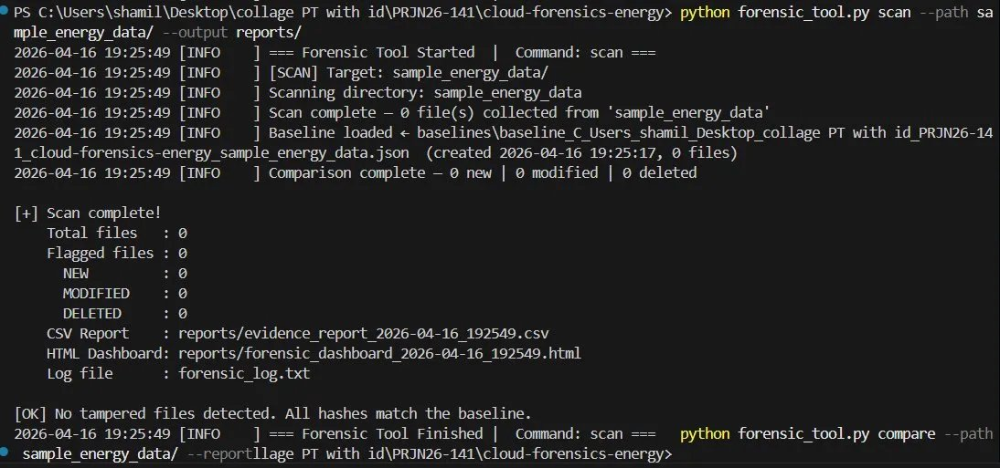 PS C:\Users\shamil\Desktop\collage PT with id\PRJN26-141\cloud-forensics-energy> python forensic_tool.py scan --path sa
mple_energy_data/ --output reports/
2026-04-16 19:25:49 [INFO    ] === Forensic Tool Started  |  Command: scan ===
2026-04-16 19:25:49 [INFO    ] [SCAN] Target: sample_energy_data/
2026-04-16 19:25:49 [INFO    ] Scanning directory: sample_energy_data
2026-04-16 19:25:49 [INFO    ] Scan complete — 0 file(s) collected from 'sample_energy_data'
2026-04-16 19:25:49 [INFO    ] Baseline loaded ← baselines\baseline_C_Users_shamil_Desktop_collage PT with id_PRJN26-14
1_cloud-forensics-energy_sample_energy_data.json  (created 2026-04-16 19:25:17, 0 files)
2026-04-16 19:25:49 [INFO    ] Comparison complete — 0 new | 0 modified | 0 deleted
[+] Scan complete!
    Total files   : 0
    Flagged files : 0
      NEW         : 0
      MODIFIED    : 0
      DELETED     : 0
    CSV Report    : reports/evidence_report_2026-04-16_192549.csv
    HTML Dashboard: reports/forensic_dashboard_2026-04-16_192549.html
    Log file      : forensic_log.txt
[OK] No tampered files detected. All hashes match the baseline.
2026-04-16 19:25:49 [INFO    ] === Forensic Tool Finished |  Command: scan ===   python forensic_tool.py compare --path
 sample_energy_data/ --reportllage PT with id\PRJN26-141\cloud-forensics-energy>